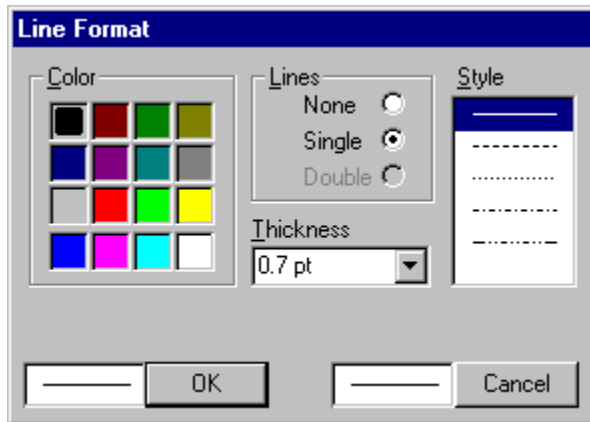 Line Format
Color
Lines
None
Single
Double
Thickness
0.7 pt
Style
OK
Cancel